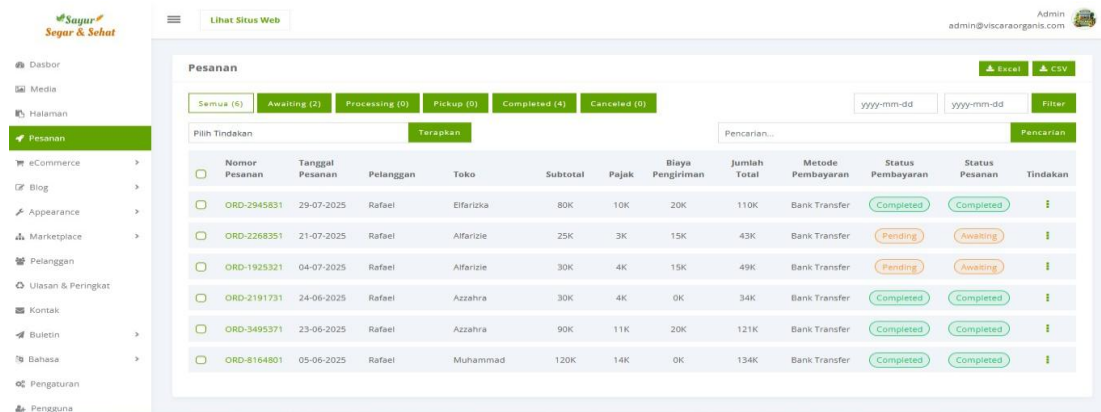 Sayur
Segar & Sehat
Lihat Situs Web
Admin
admin@viscaraorganis.com
Dasbor
Media
Halaman
Pesanan
eCommerce
Blog
Appearance
Marketplace
Pelanggan
Ulasan & Peringkat
Kontak
Buletin
Bahasa
Pengaturan
Pengguna
Pesanan
Excel CSV
Semua (6) Awaiting (2) Processing (0) Pickup (0) Completed (4) Canceled (0) yyyy-mm-dd yyyy-mm-dd Filter
Pilih Tindakan Terapkan Pencarian... Pencarian
Nomor Pesanan Tanggal Pesanan Pelanggan Toko Subtotal Pajak Biaya Pengiriman Jumlah Total Metode Pembayaran Status Pembayaran Status Pesanan Tindakan
ORD-2945831 29-07-2025 Rafael Elfarizka 80K 10K 20K 110K Bank Transfer Completed Completed
ORD-2268351 21-07-2025 Rafael Alfarizie 25K 3K 15K 43K Bank Transfer Pending Awaiting
ORD-1925321 04-07-2025 Rafael Alfarizie 30K 4K 15K 49K Bank Transfer Pending Awaiting
ORD-2191731 24-06-2025 Rafael Azzahra 30K 4K 0K 34K Bank Transfer Completed Completed
ORD-3495371 23-06-2025 Rafael Azzahra 90K 11K 20K 121K Bank Transfer Completed Completed
ORD-8164801 05-06-2025 Rafael Muhammad 120K 14K 0K 134K Bank Transfer Completed Completed